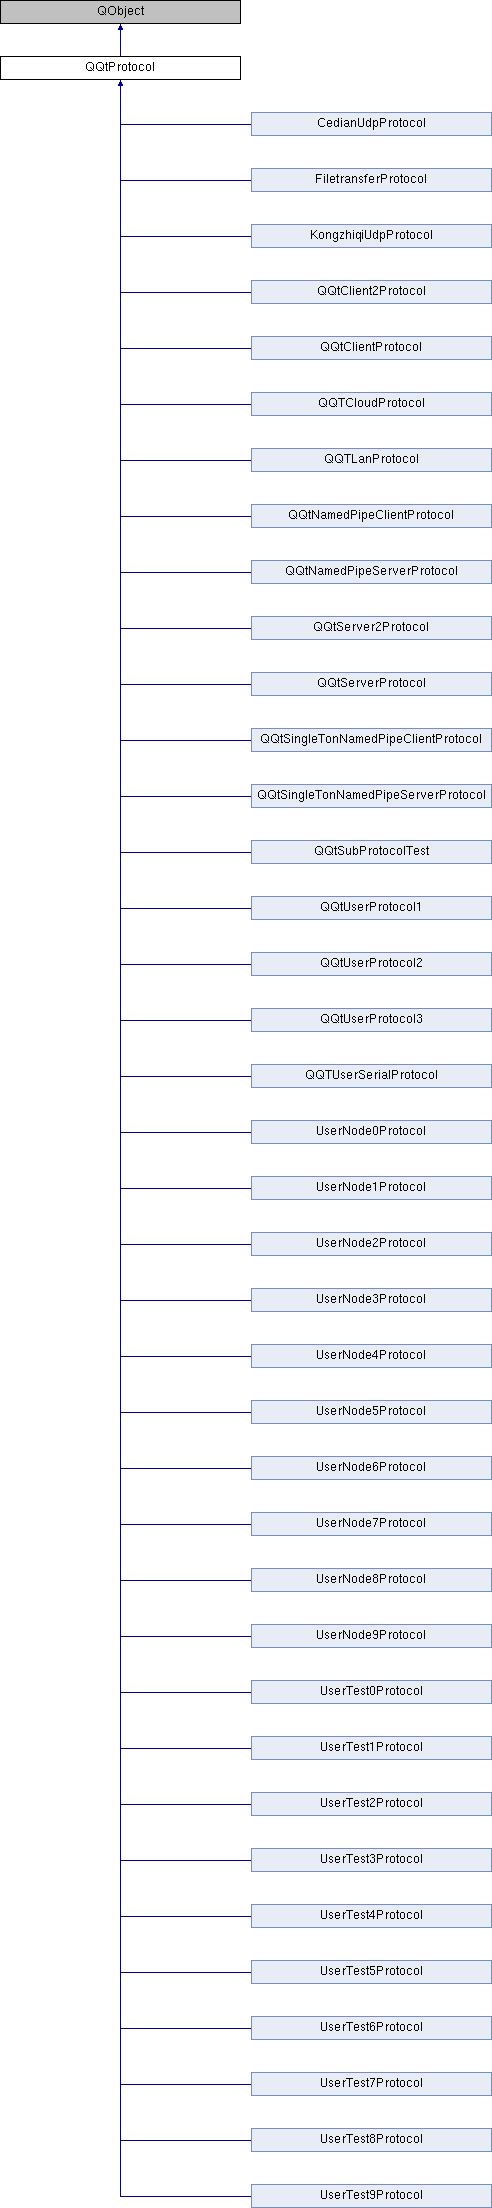 QObject
QQtProtocol
CedianUdpProtocol
FiletransferProtocol
KongzhiqiUdpProtocol
QQtClient2Protocol
QQtClientProtocol
QQTCloudProtocol
QQTLanProtocol
QQtNamedPipeClientProtocol
QQtNamedPipeServerProtocol
QQtServer2Protocol
QQtServerProtocol
QQtSingleTonNamedPipeClientProtocol
QQtSingleTonNamedPipeServerProtocol
QQtSubProtocolTest
QQtUserProtocol1
QQtUserProtocol2
QQtUserProtocol3
QQTUserSerialProtocol
UserNode0Protocol
UserNode1Protocol
UserNode2Protocol
UserNode3Protocol
UserNode4Protocol
UserNode5Protocol
UserNode6Protocol
UserNode7Protocol
UserNode8Protocol
UserNode9Protocol
UserTest0Protocol
UserTest1Protocol
UserTest2Protocol
UserTest3Protocol
UserTest4Protocol
UserTest5Protocol
UserTest6Protocol
UserTest7Protocol
UserTest8Protocol
UserTest9Protocol